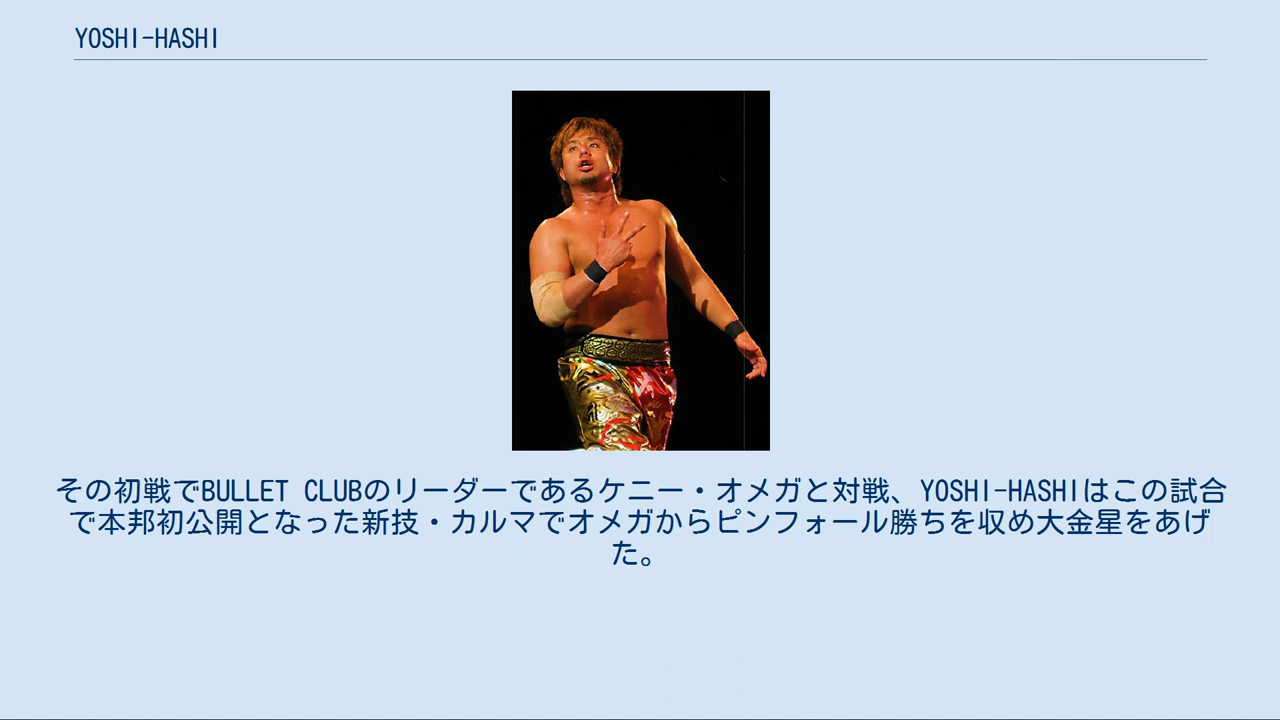 YOSHI-HASHI
その初戦でBULLET CLUBのリーダーであるケニー・オメガと対戦、YOSHI-HASHIはこの試合
で本邦初公開となった新技・カルマでオメガからピンフォール勝ちを収め大金星をあげ
た。